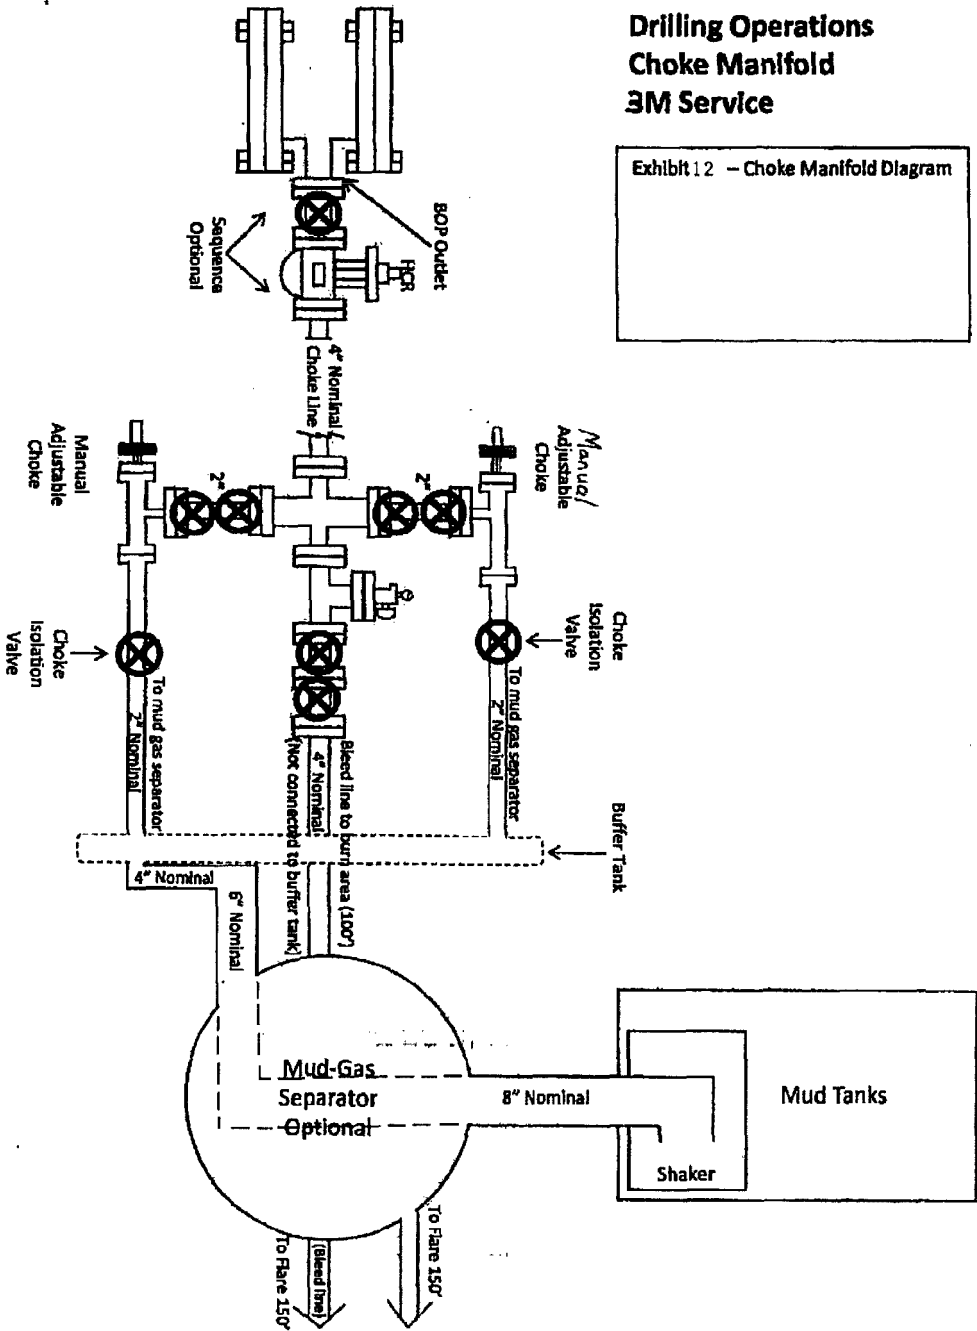 Drilling Operations
Choke Manifold
3M Service
Exhibit 12 – Choke Manifold Diagram
BOP Outlet
HCR
Sequence
Optional
4" Nominal
Choke Line
Manual
Adjustable
Choke
2"
2"
Manual
Adjustable
Choke
Choke
Isolation
Valve
Choke
Isolation
Valve
To mud gas separator
2" Nominal
To mud gas separator
2" Nominal
Bleed line to burn area (100')
4" Nominal
(Not connected to buffer tank)
Buffer Tank
4" Nominal
6" Nominal
Mud-Gas
Separator
Optional
8" Nominal
Mud Tanks
Shaker
To Flare 150'
(Bleed line)
To Flare 150'